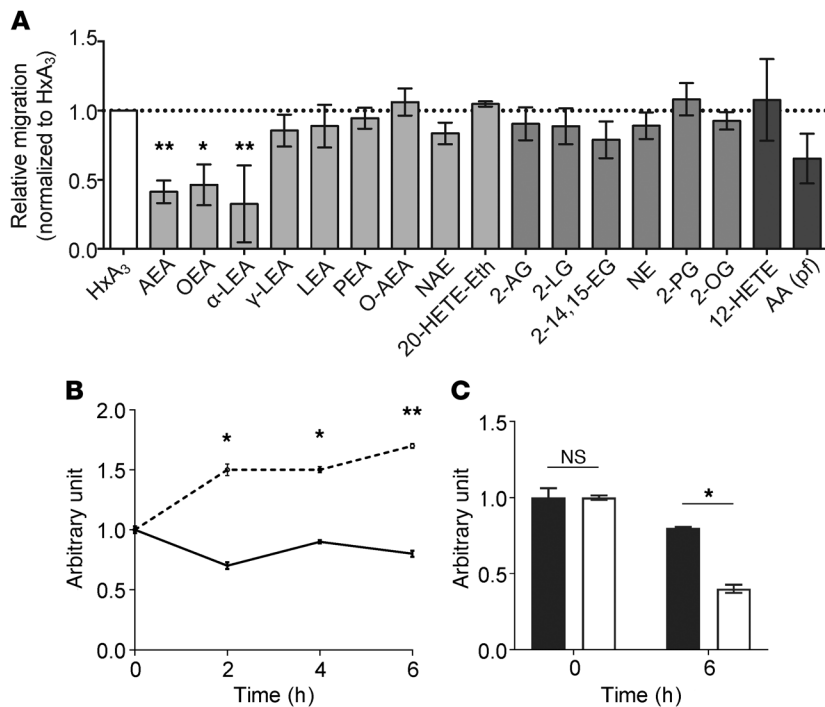 A
Relative migration
(normalized to HxA₃)
1.5
1.0
0.5
0.0
** * **
HxA₃ AEA OEA α-LEA γ-LEA LEA PEA O-AEA NAE 20-HETE-Eth 2-AG 2-LG 2-14,15-EG NE 2-PG 2-OG 12-HETE AA (pf)
B
Arbitrary unit
2.0
1.5
1.0
0.5
0.0
* * **
0 2 4 6
Time (h)
C
Arbitrary unit
1.5
1.0
0.5
0.0
NS
*
0 6
Time (h)